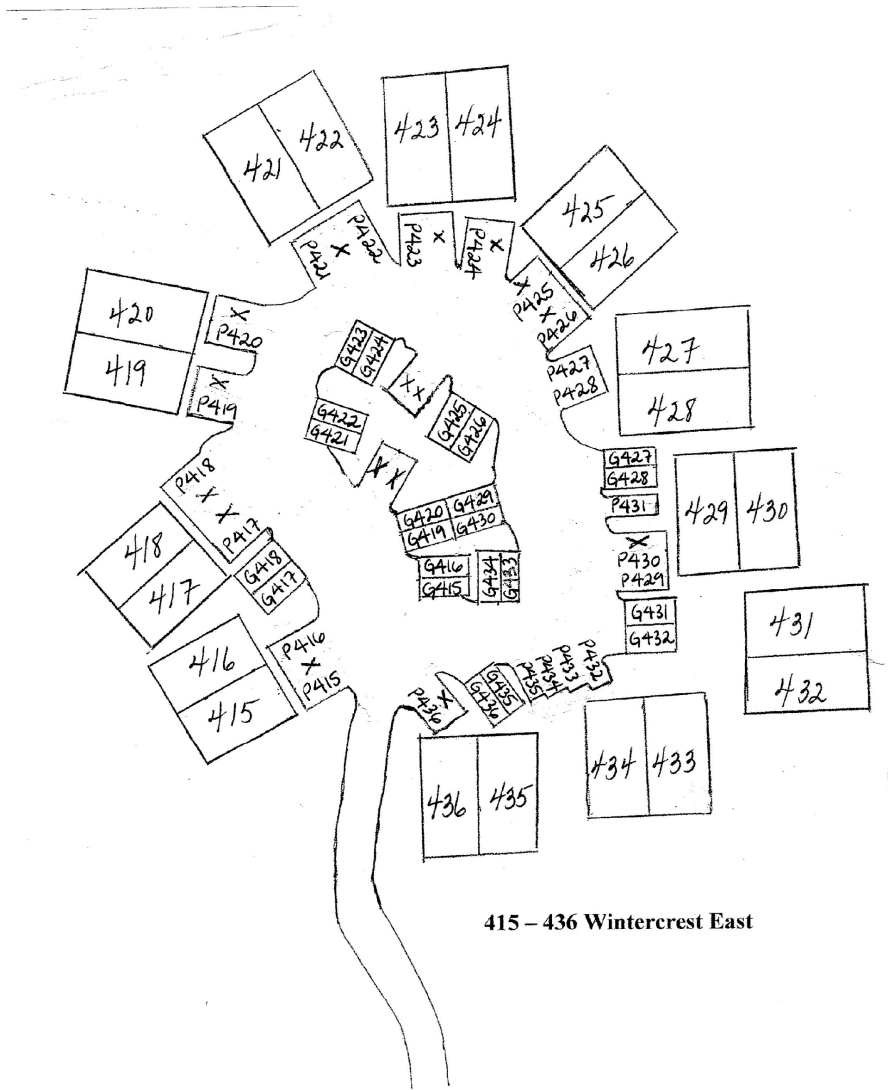 423 424
421 422
425
426
P421 X P422
P423 X
P424 X
X P425
X P426
420
419
X
P420
X
P419
427
428
P427
P428
G423
G424
X X
G422
G421
G425
G426
X X
G427
G428
P431
429 430
X
P430
P429
P418
X X
P417
418
417
G418
G417
G420 G429
G419 G430
G416
G415
G434 G433
G431
G432
431
432
P416
X
P415
416
415
P436 X
G436 G435
P435 P434 P433 P432
434 433
436 435
415 – 436 Wintercrest East